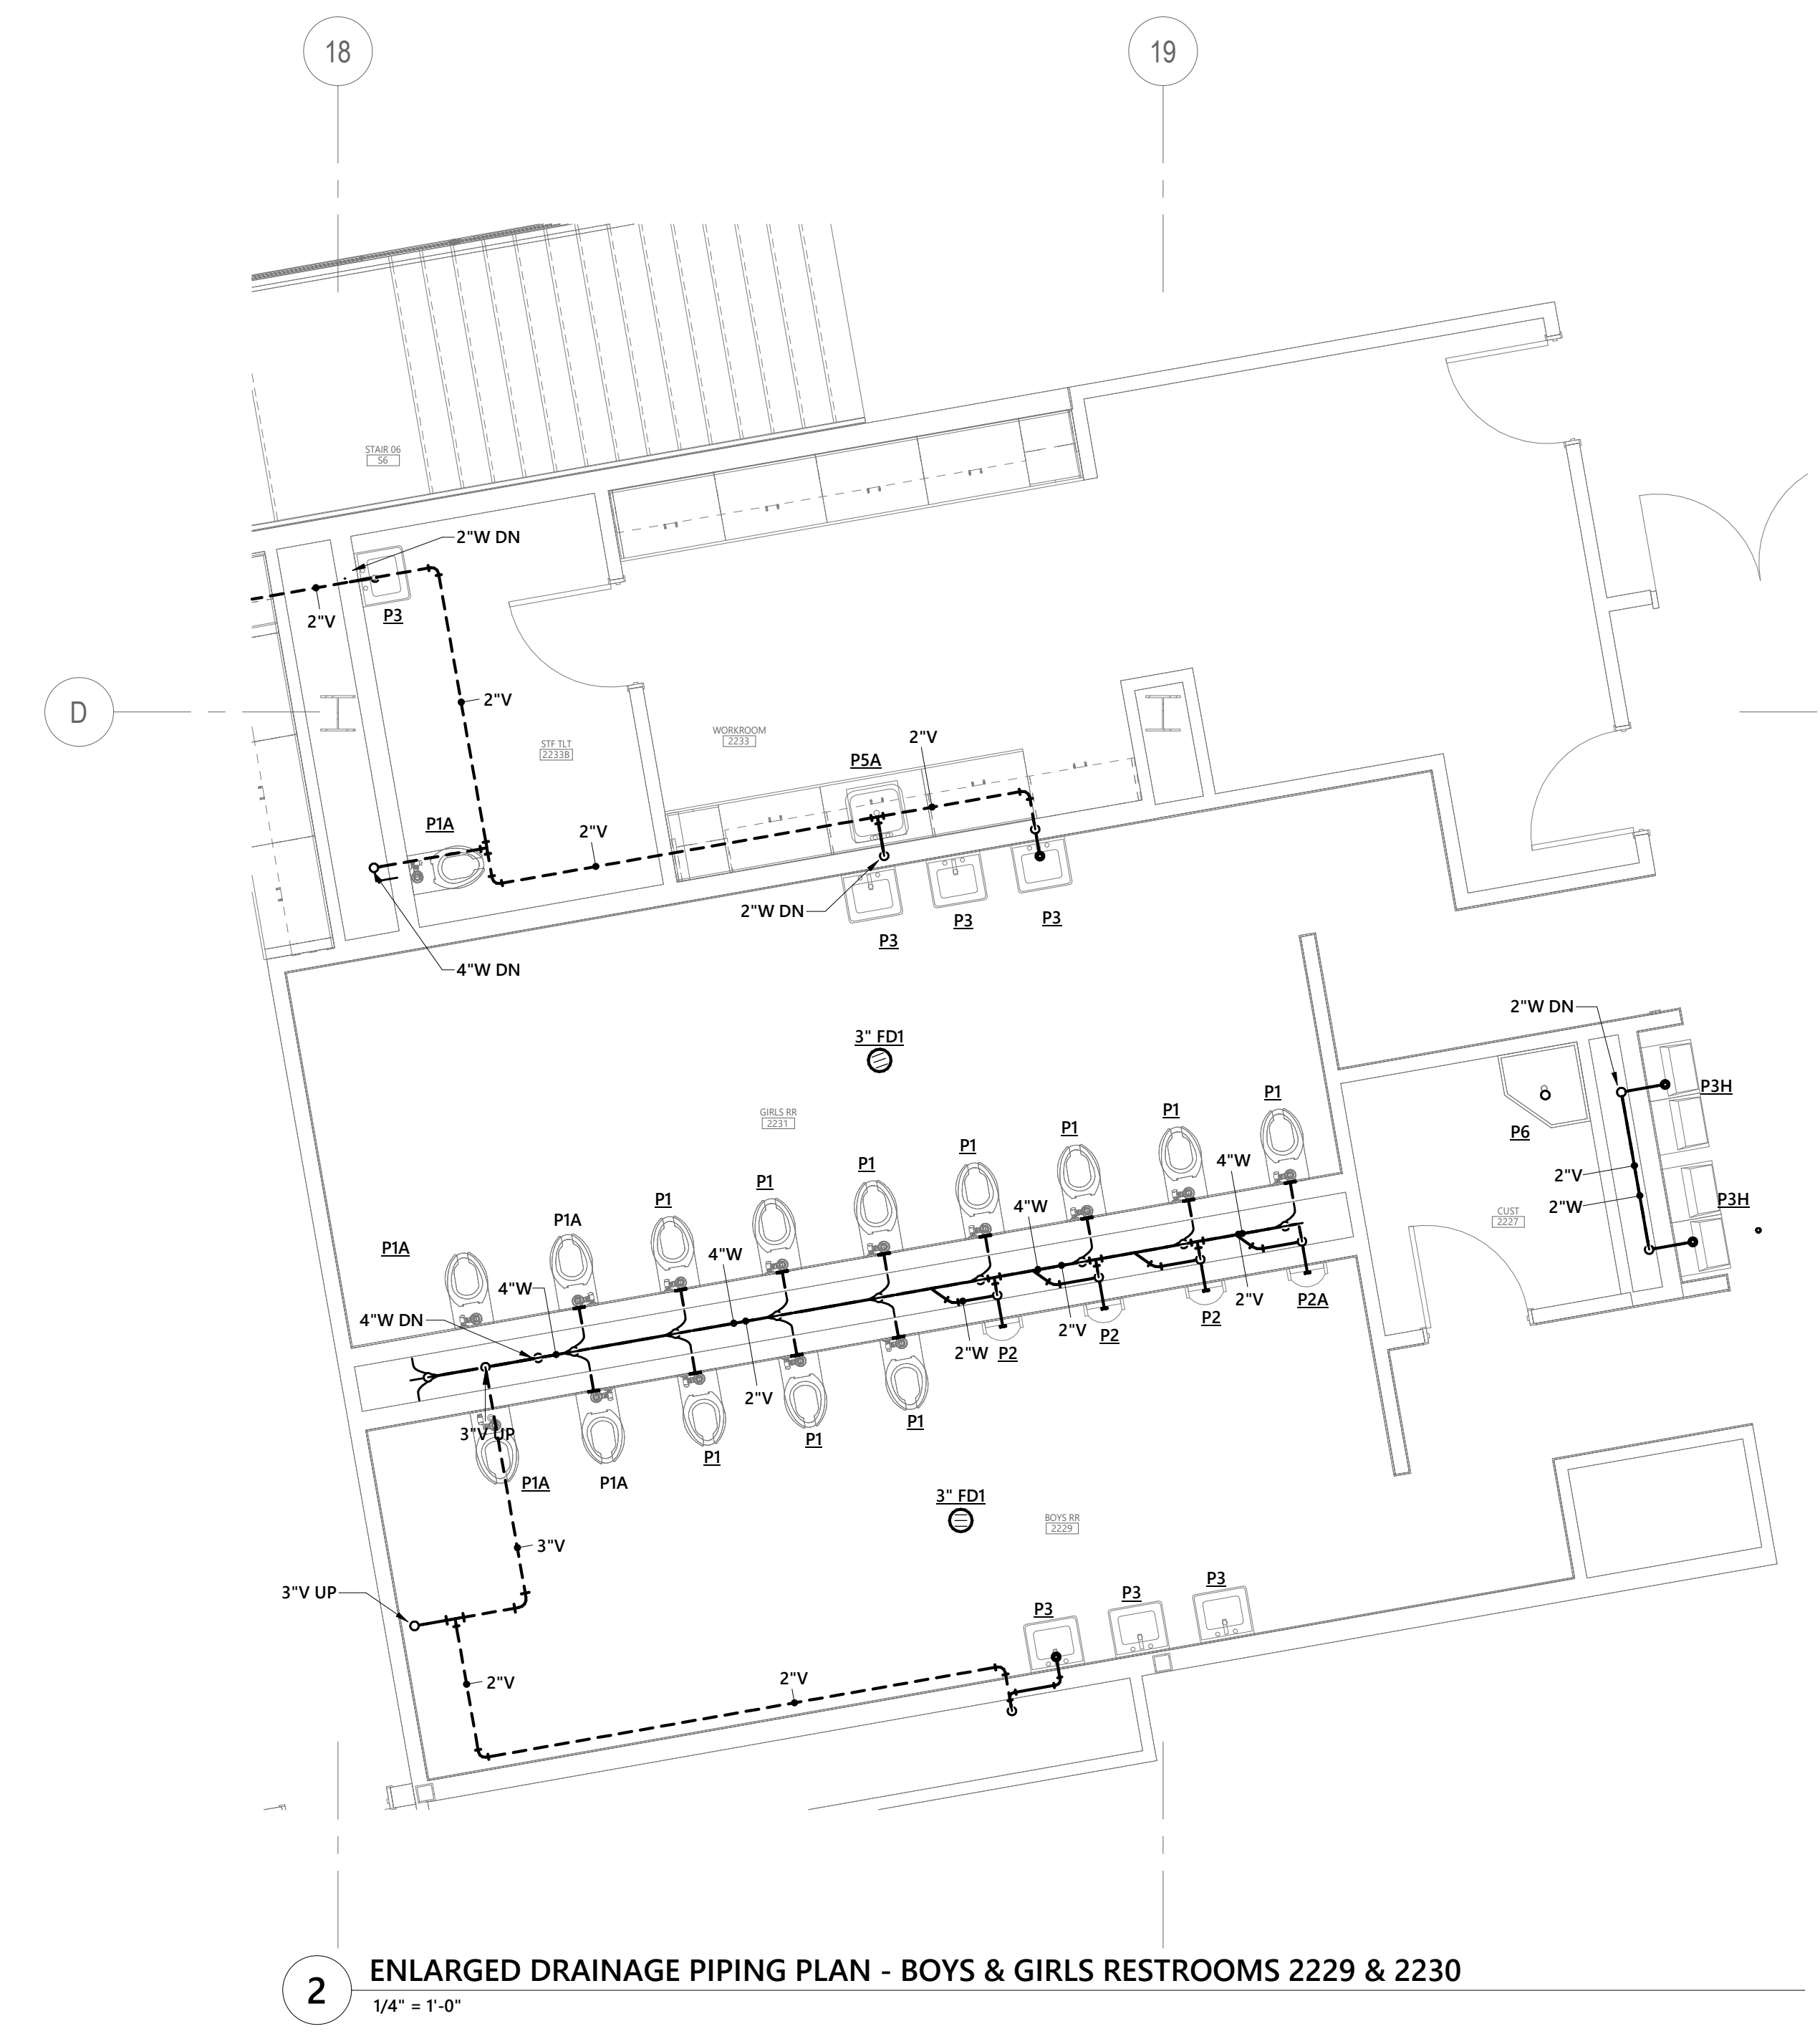 18
19
STAIR 06
S6
2"W DN
2"V
P3
D
2"V
STF TLT
2233B
WORKROOM
2233
2"V
P5A
P1A
2"V
2"W DN
P3
P3
P3
4"W DN
2"W DN
3" FD1
P3H
P6
GIRLS RR
2231
P1
P1
P1
P1
P1
P1
P1
P1A
P1A
4"W
4"W
4"W
4"W
4"W DN
2"V
2"W
P3H
CUST
2227
P2A
2"V
P2
P2
2"V
P2
2"W
2"V
3"V UP
P1
P1
P1
P1A
P1A
3" FD1
BOYS RR
2229
3"V
3"V UP
P3
P3
P3
2"V
2"V
2
ENLARGED DRAINAGE PIPING PLAN - BOYS & GIRLS RESTROOMS 2229 & 2230
1/4" = 1'-0"